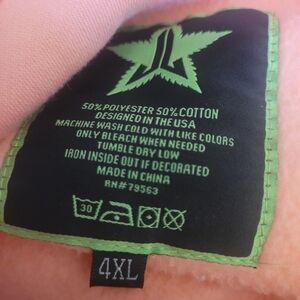 50% POLYESTER 50% COTTON
DESIGNED IN THE USA
MACHINE WASH COLD WITH LIKE COLORS
ONLY BLEACH WHEN NEEDED
TUMBLE DRY LOW
IRON INSIDE OUT IF DECORATED
MADE IN CHINA
RN#79563
30
4XL